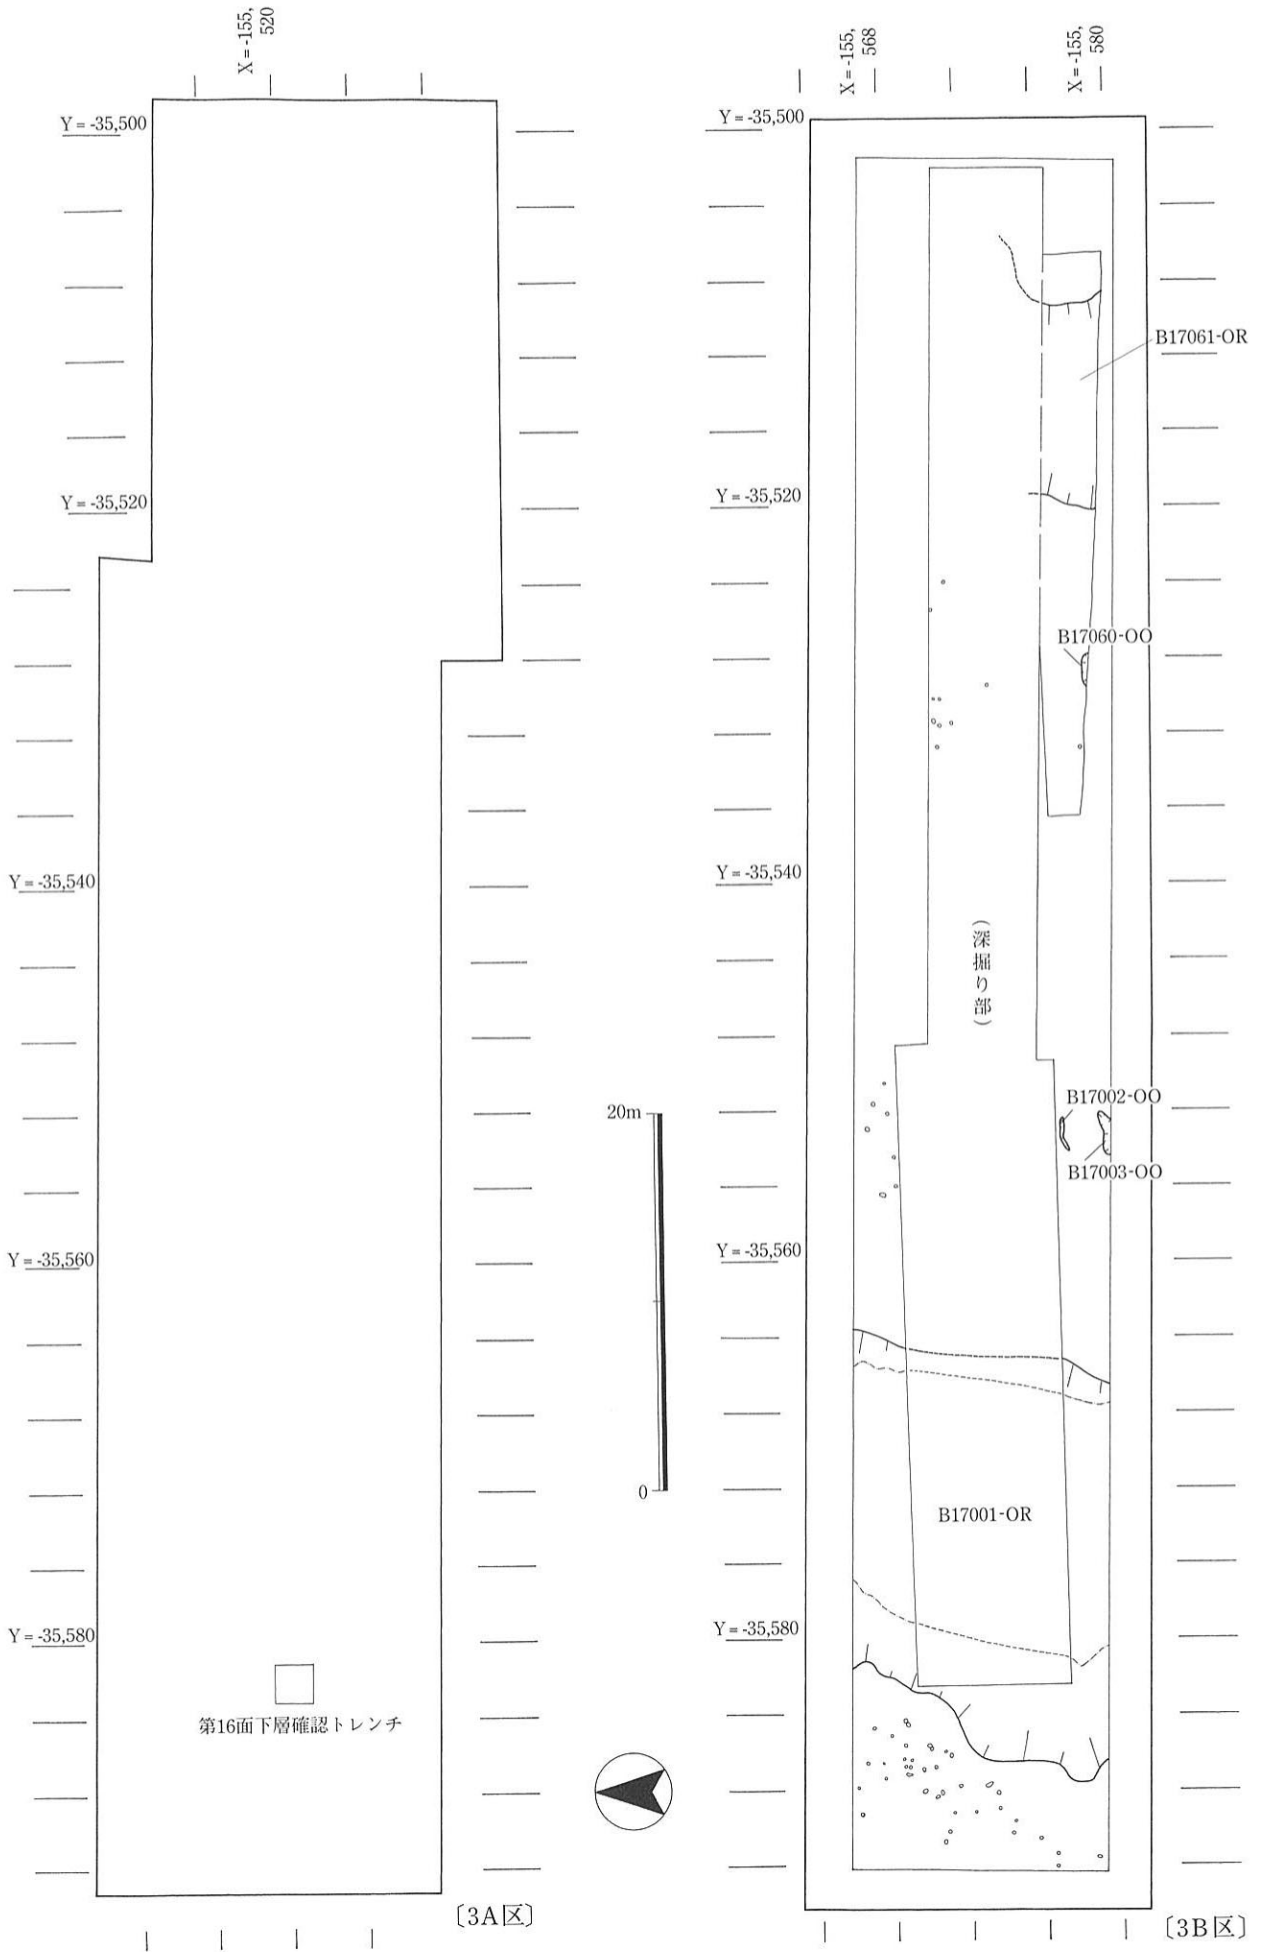 X = -155,
520
Y = -35,500
Y = -35,520
Y = -35,540
Y = -35,560
Y = -35,580
第16面下層確認トレンチ
〔3A区〕
20m
0
X = -155,
568
X = -155,
580
Y = -35,500
Y = -35,520
Y = -35,540
Y = -35,560
Y = -35,580
B17061-OR
B17060-OO
（深掘り部）
B17002-OO
B17003-OO
B17001-OR
〔3B区〕